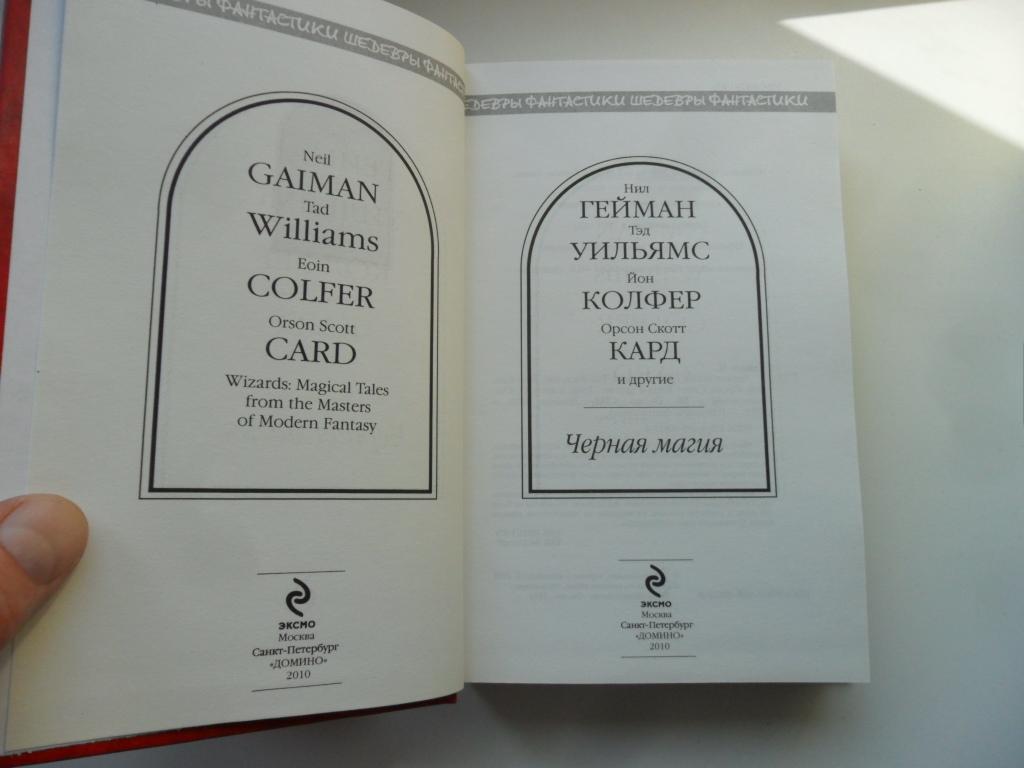 ФАНТАСТИКИ ШЕДЕВРЫ
Neil
GAIMAN
Tad
Williams
Eoin
COLFER
Orson Scott
CARD
Wizards: Magical Tales
from the Masters
of Modern Fantasy
ЭКСМО
Москва
Санкт-Петербург
«ДОМИНО»
2010
ФАНТАСТИКИ ШЕДЕВРЫ ФАНТАСТИКИ
Нил
ГЕЙМАН
Тэд
УИЛЬЯМС
Йон
КОЛФЕР
Орсон Скотт
КАРД
и другие
Черная магия
ЭКСМО
Москва
Санкт-Петербург
«ДОМИНО»
2010